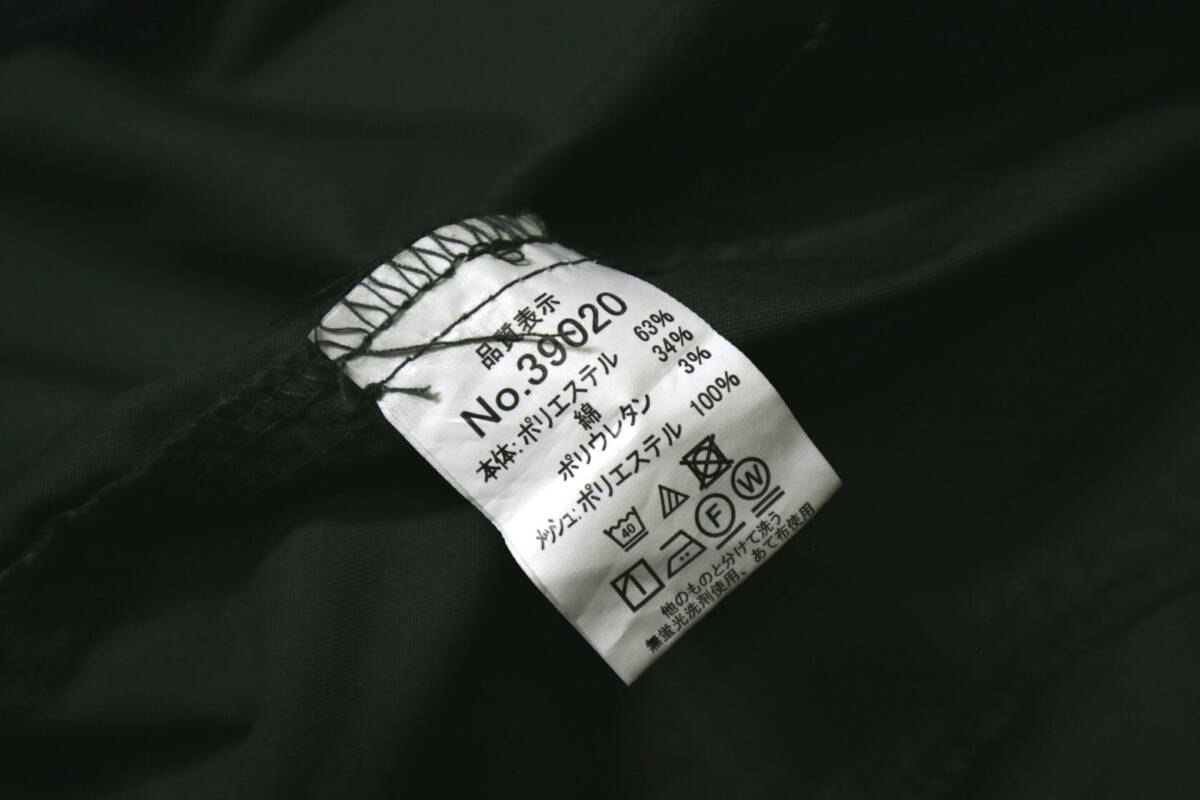 品質表示
No.39020
本体:ポリエステル 63%
綿 34%
ポリウレタン 3%
メッシュ:ポリエステル 100%
40
F W
他のものと分けて洗う
無蛍光洗剤使用、あて布使用